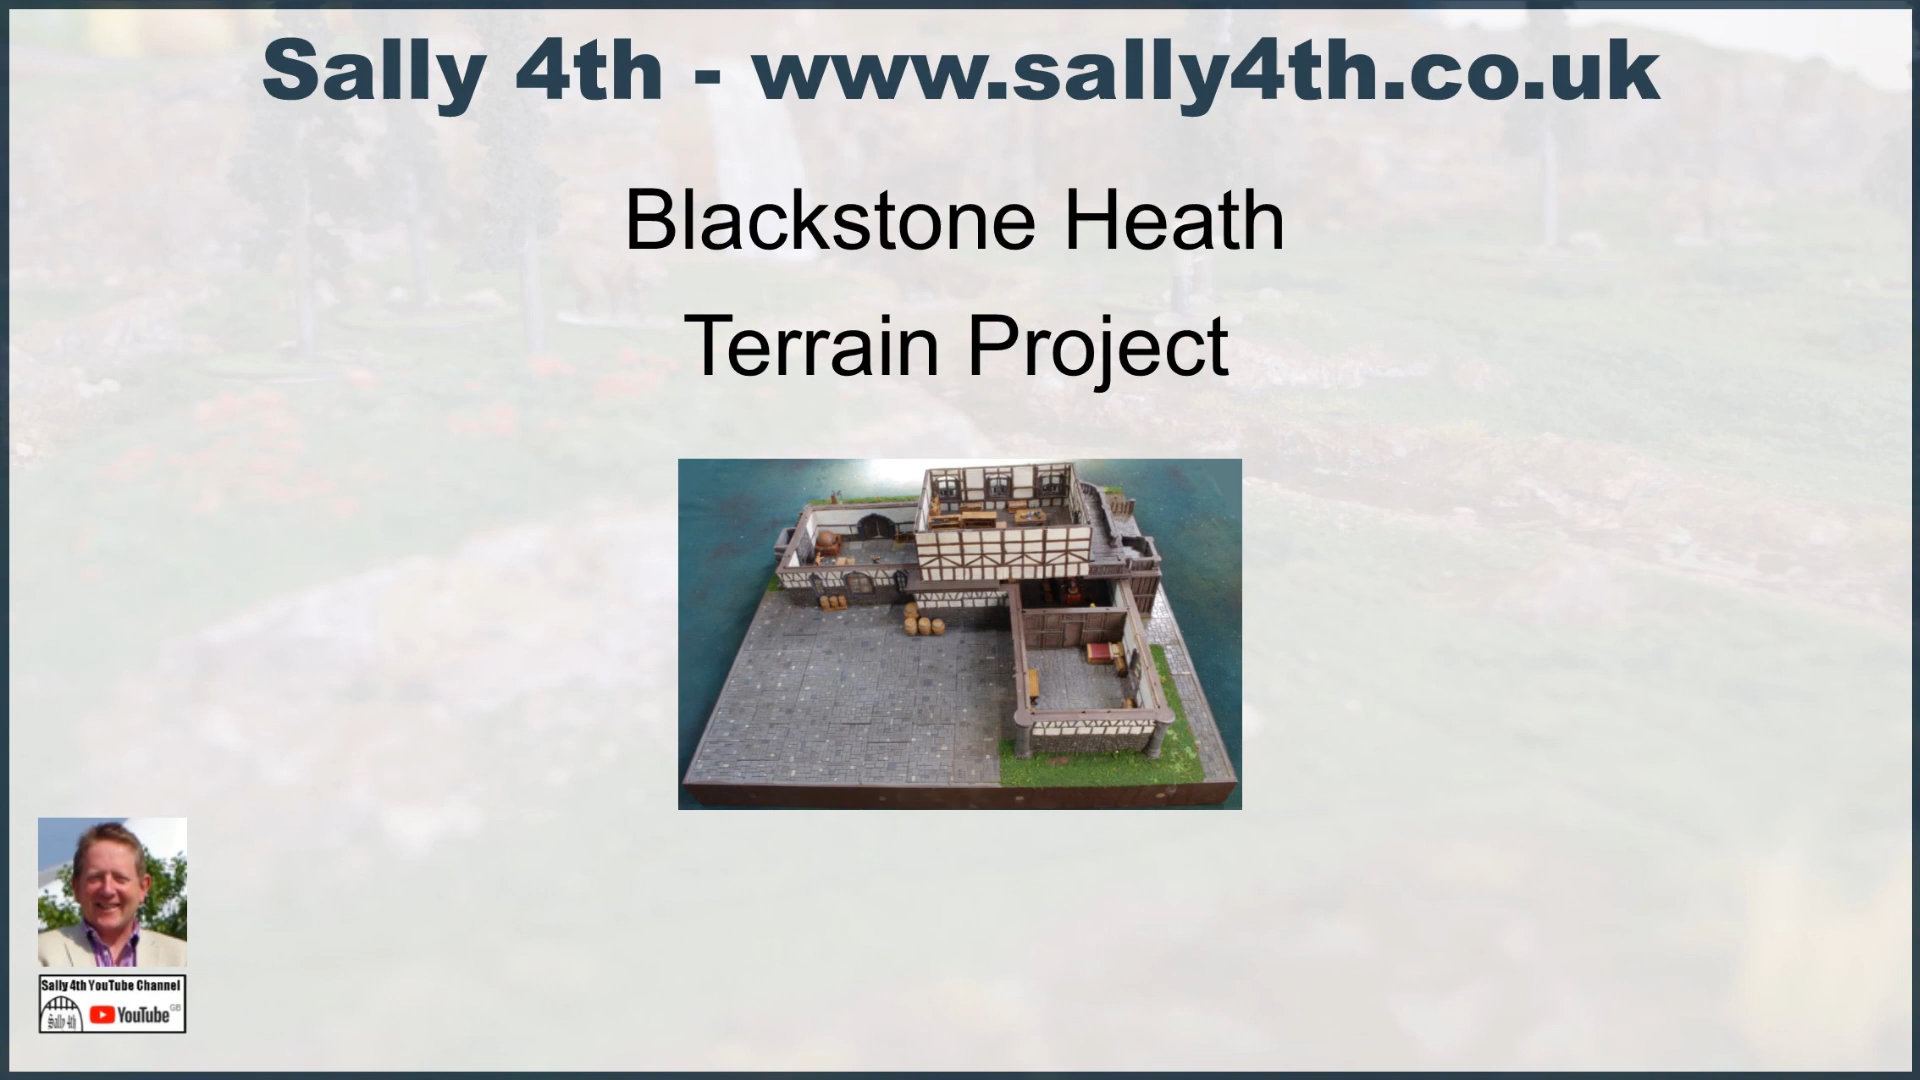 Sally 4th - www.sally4th.co.uk
Blackstone Heath
Terrain Project
Sally 4th YouTube Channel
Sally 4th
YouTube GB